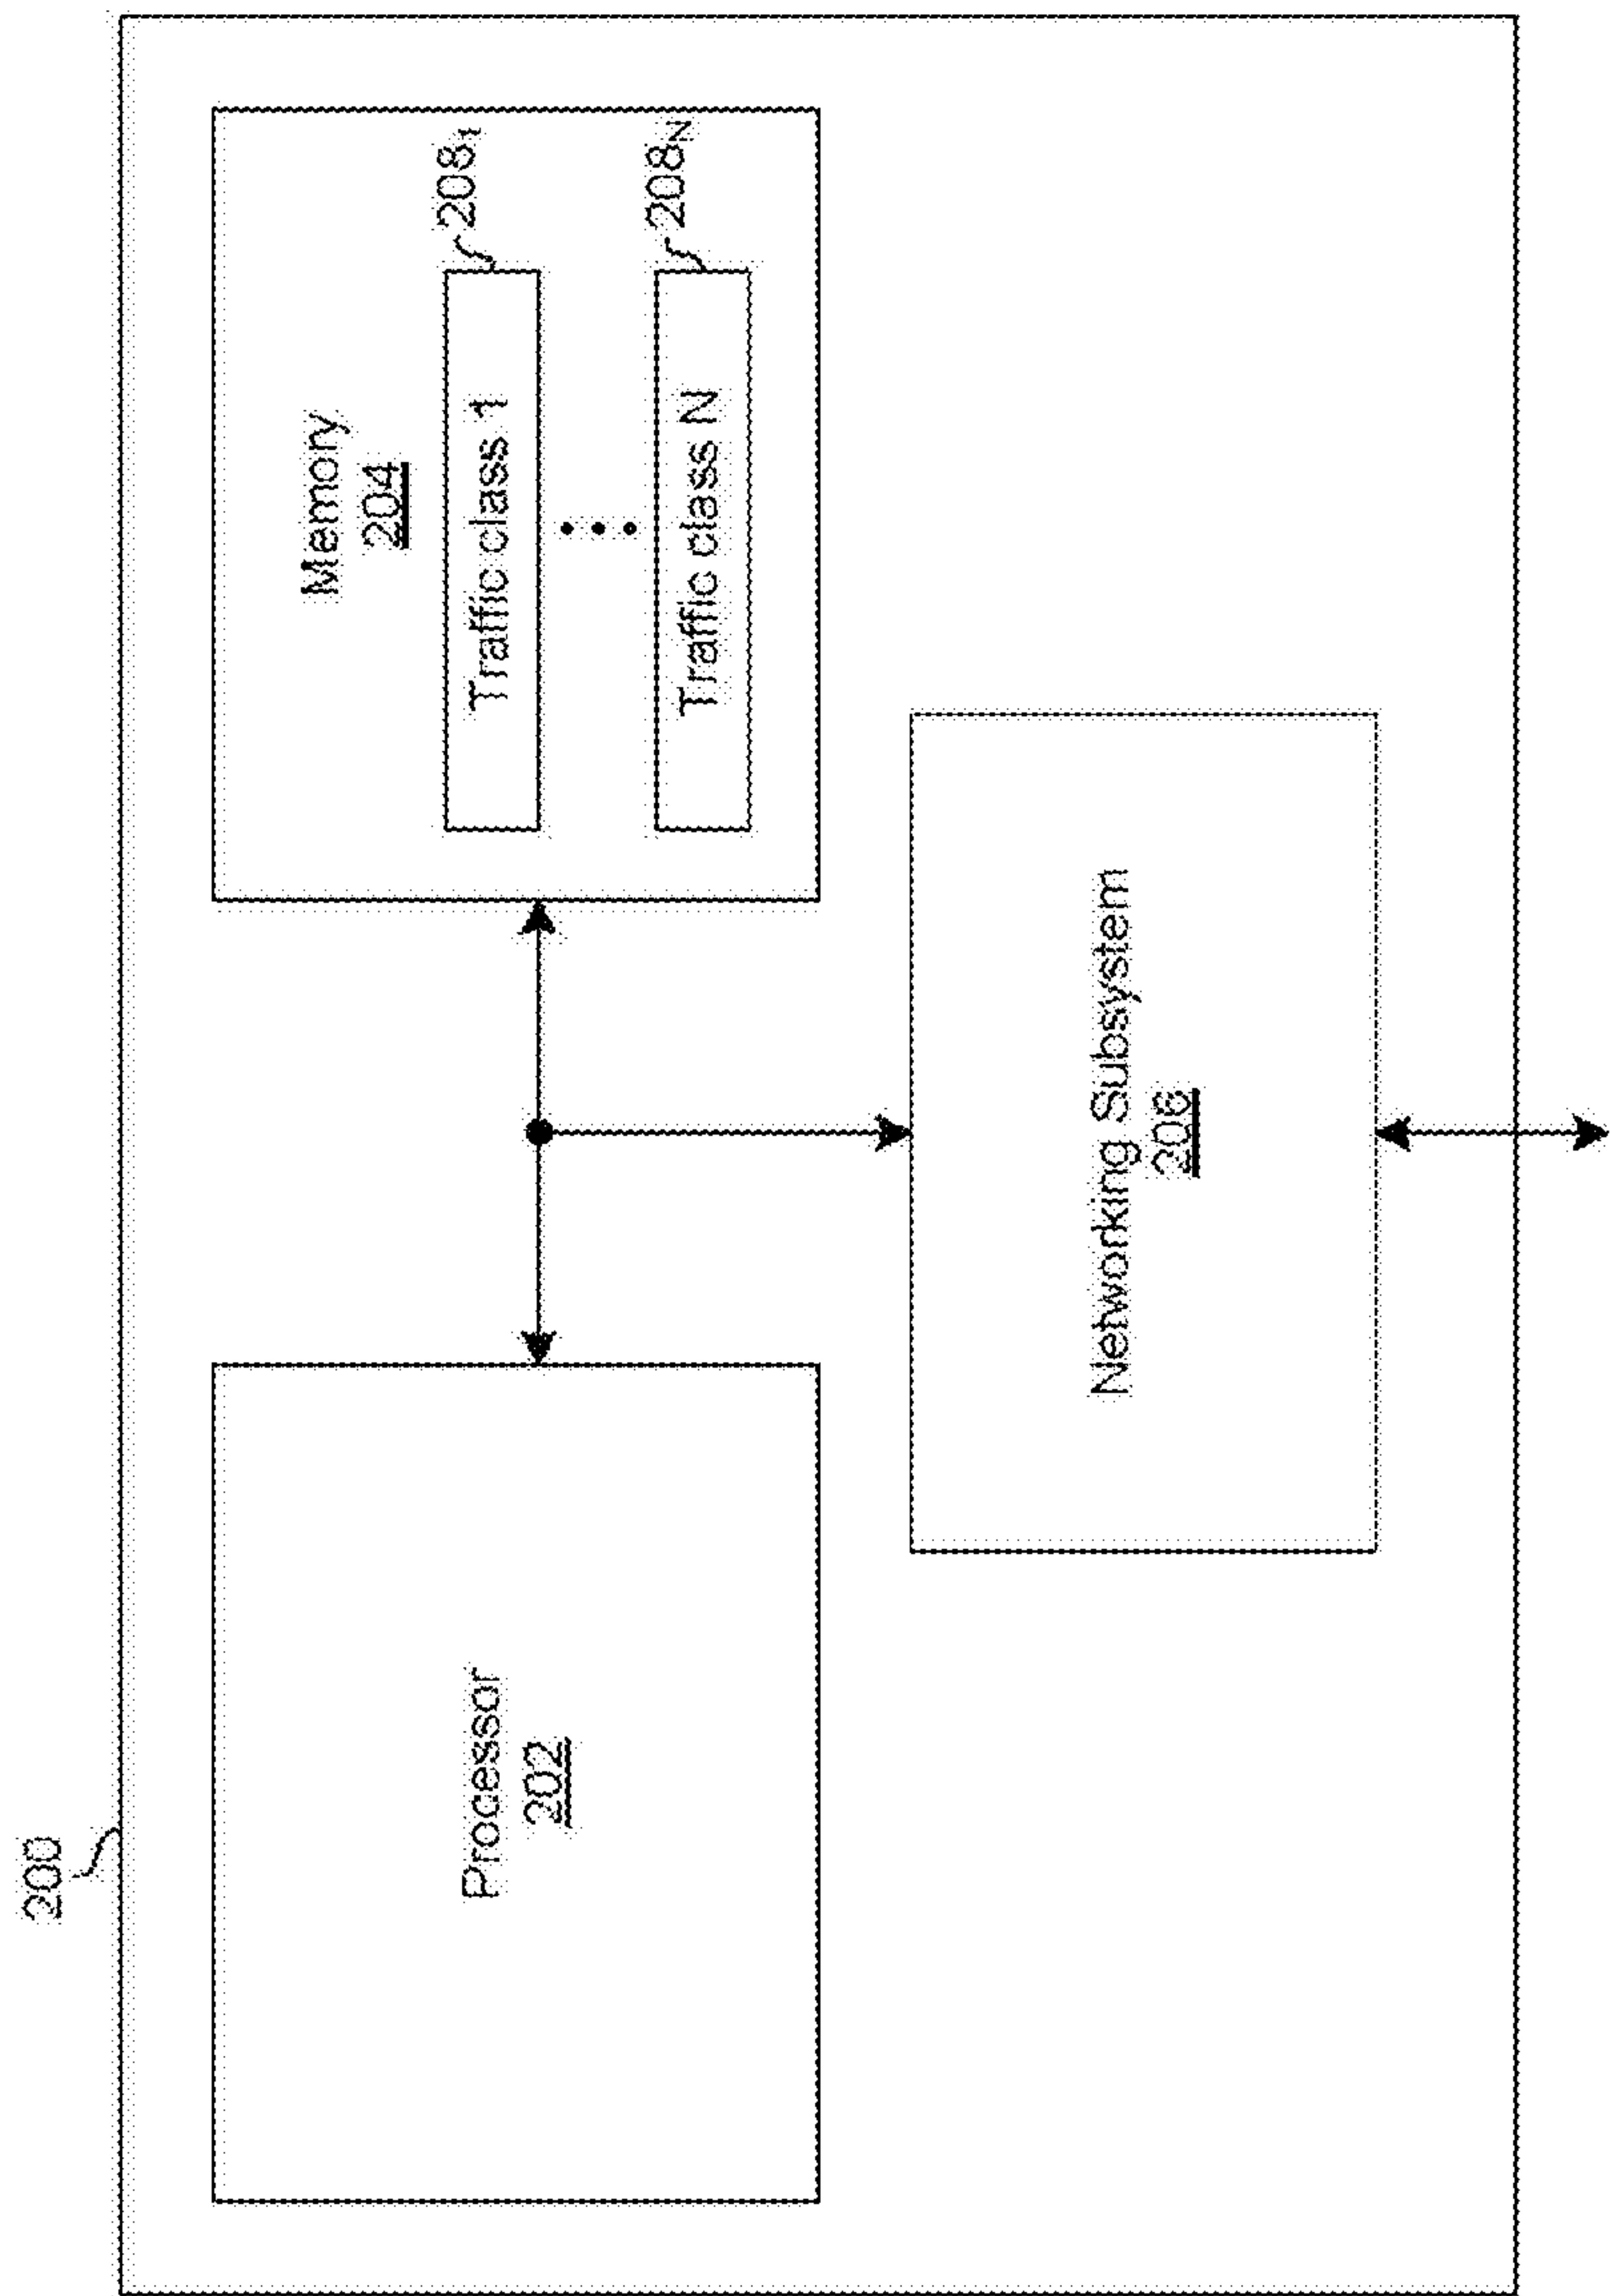 200
Processor
202
Memory
204
Traffic class 1
208₁
Traffic class N
208N
Networking Subsystem
206